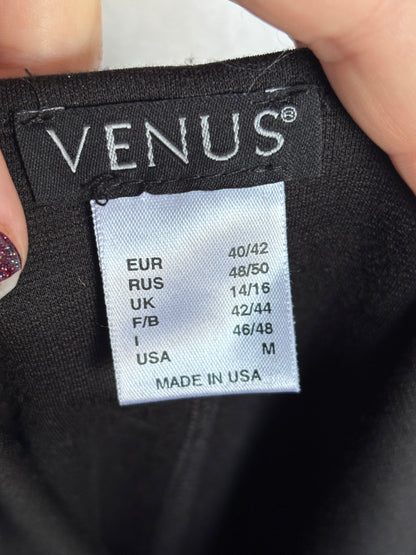 VENUS®
EUR 40/42
RUS 48/50
UK 14/16
F/B 42/44
I 46/48
USA M
MADE IN USA